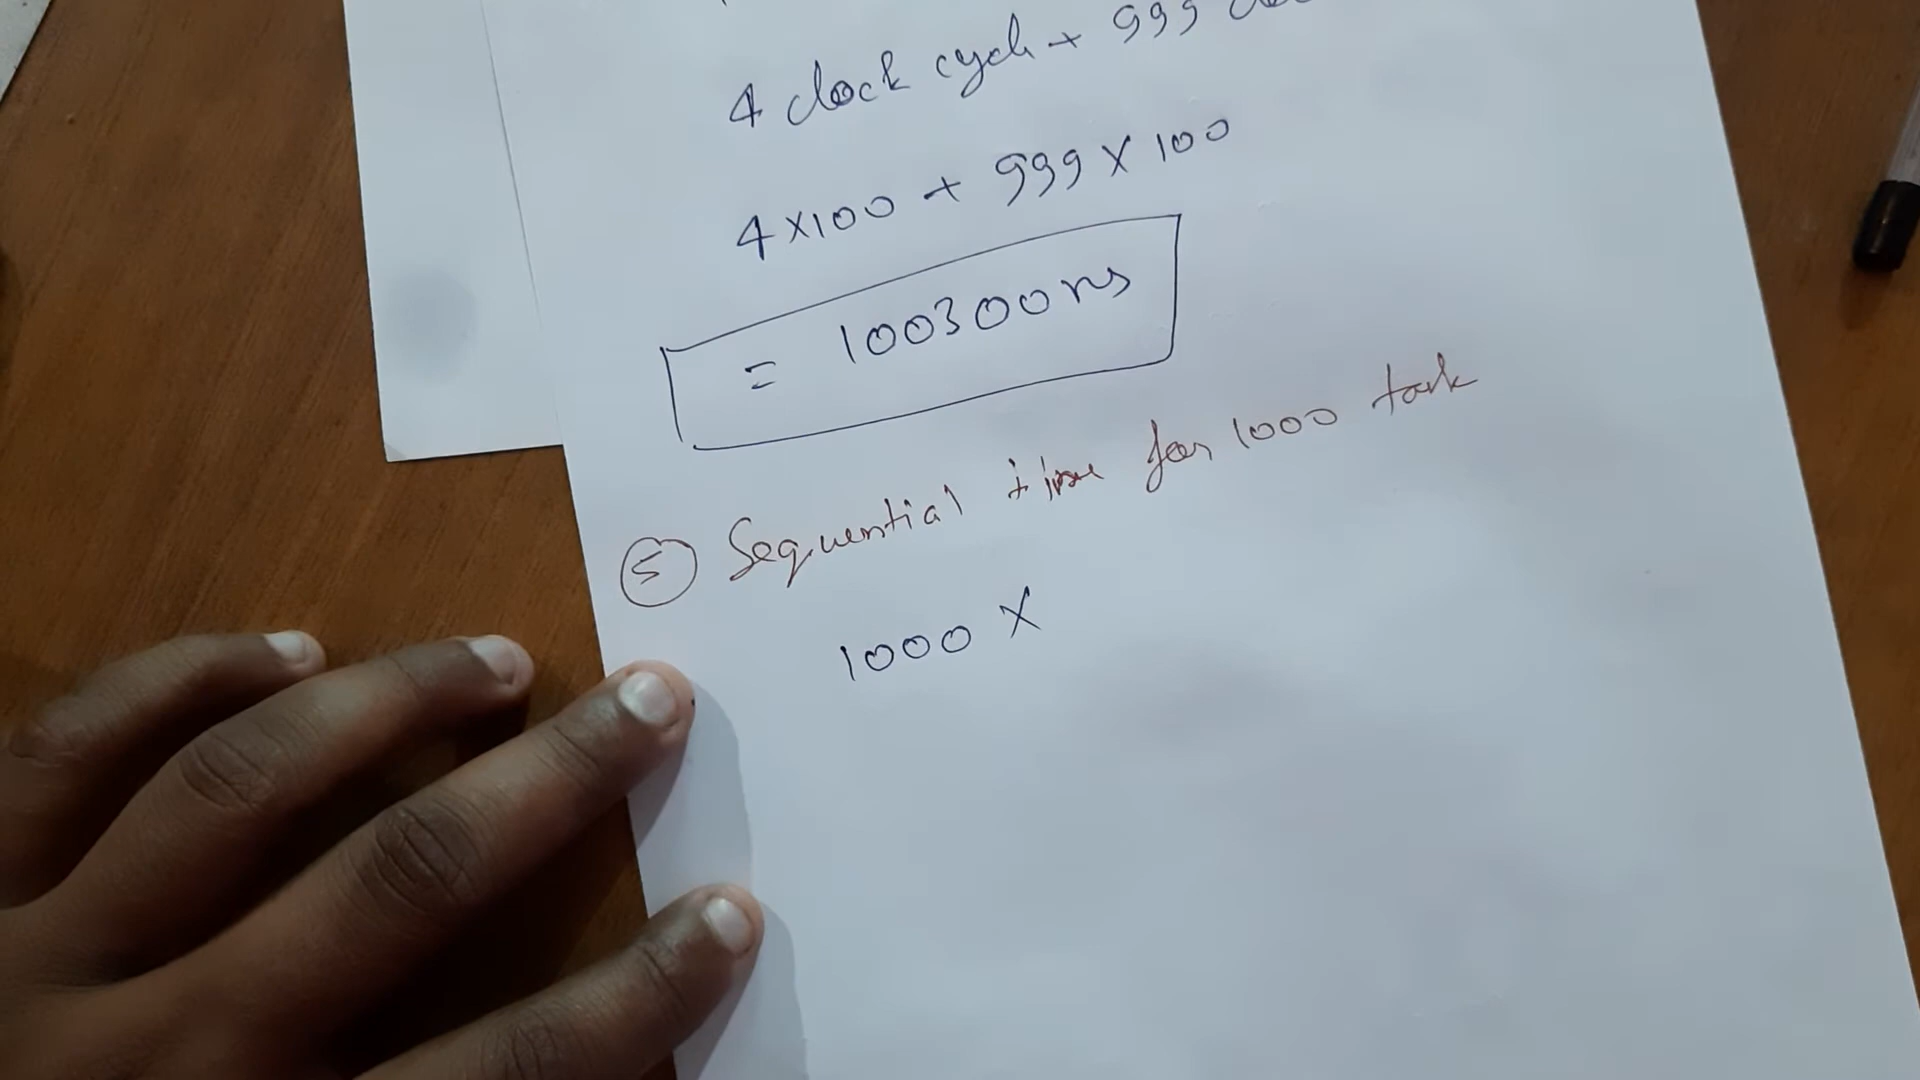 4 clock cycle + 999
4 x 100 + 999 x 100
= 100300 ns
5 Sequential time for 1000 task
1000 x